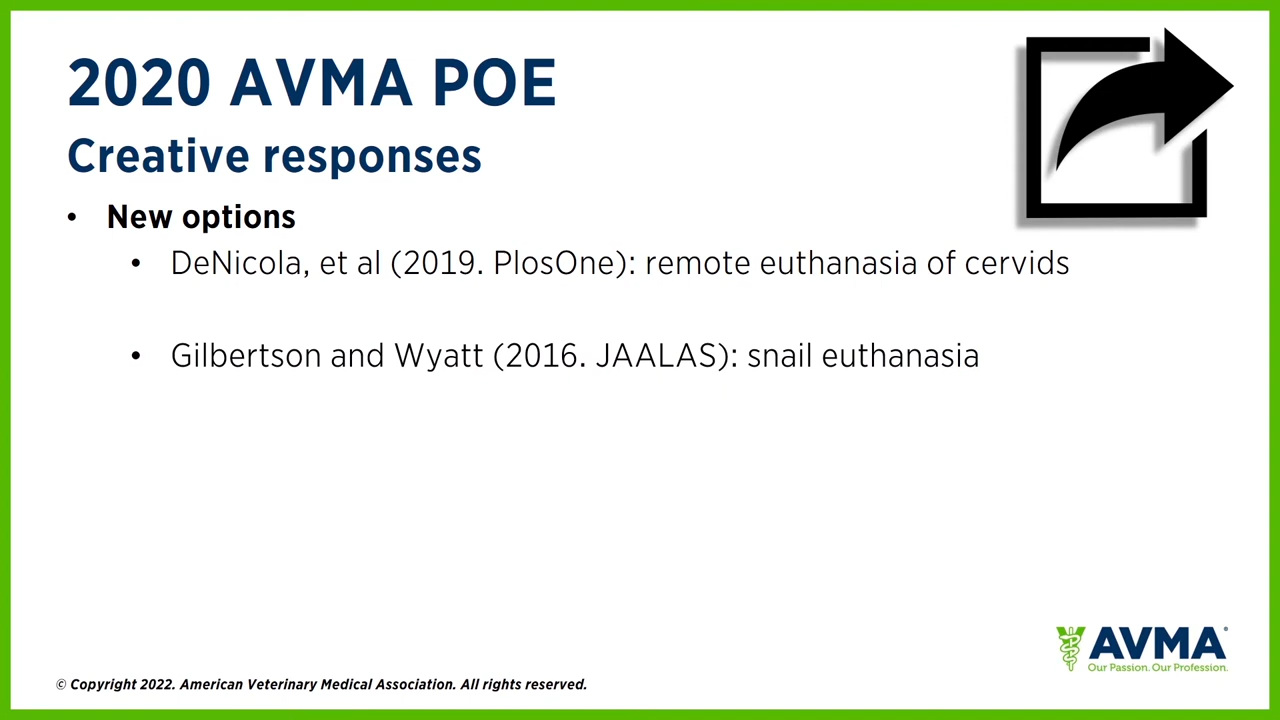 2020 AVMA POE
Creative responses
• New options
• DeNicola, et al (2019. PlosOne): remote euthanasia of cervids
• Gilbertson and Wyatt (2016. JAALAS): snail euthanasia
AVMA®
Our Passion. Our Profession.
© Copyright 2022. American Veterinary Medical Association. All rights reserved.